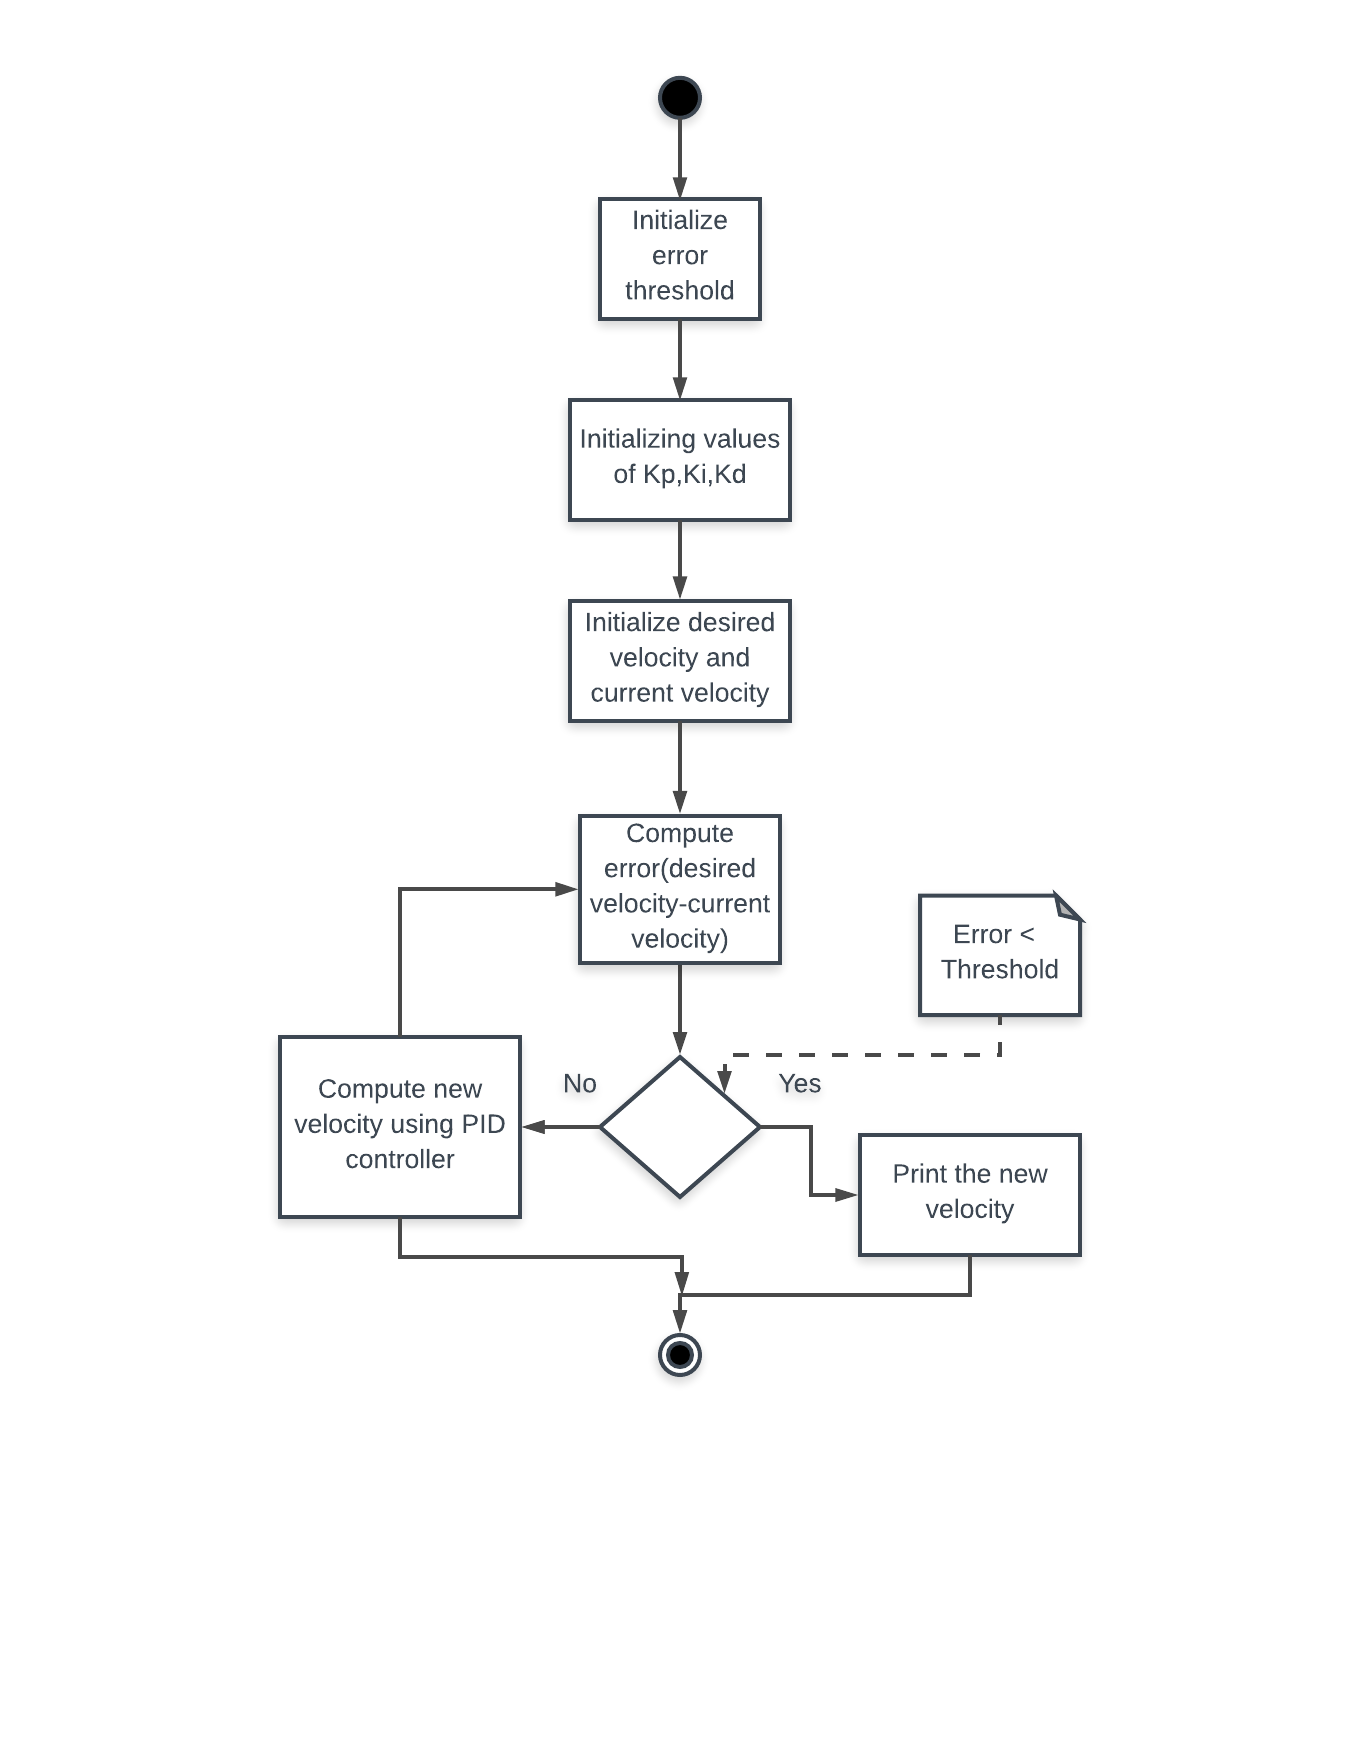 Initialize
error
threshold
Initializing values
of Kp,Ki,Kd
Initialize desired
velocity and
current velocity
Compute
error(desired
velocity-current
velocity)
Error <
Threshold
No
Yes
Compute new
velocity using PID
controller
Print the new
velocity